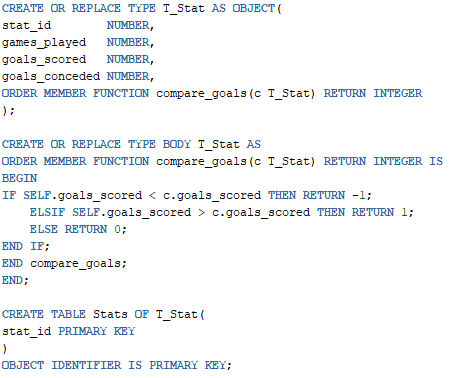 CREATE OR REPLACE TYPE T_Stat AS OBJECT(
stat_id        NUMBER,
games_played   NUMBER,
goals_scored   NUMBER,
goals_conceded NUMBER,
ORDER MEMBER FUNCTION compare_goals(c T_Stat) RETURN INTEGER
);

CREATE OR REPLACE TYPE BODY T_Stat AS
ORDER MEMBER FUNCTION compare_goals(c T_Stat) RETURN INTEGER IS
BEGIN
IF SELF.goals_scored < c.goals_scored THEN RETURN -1;
    ELSIF SELF.goals_scored > c.goals_scored THEN RETURN 1;
    ELSE RETURN 0;
END IF;
END compare_goals;
END;

CREATE TABLE Stats OF T_Stat(
stat_id PRIMARY KEY
)
OBJECT IDENTIFIER IS PRIMARY KEY;